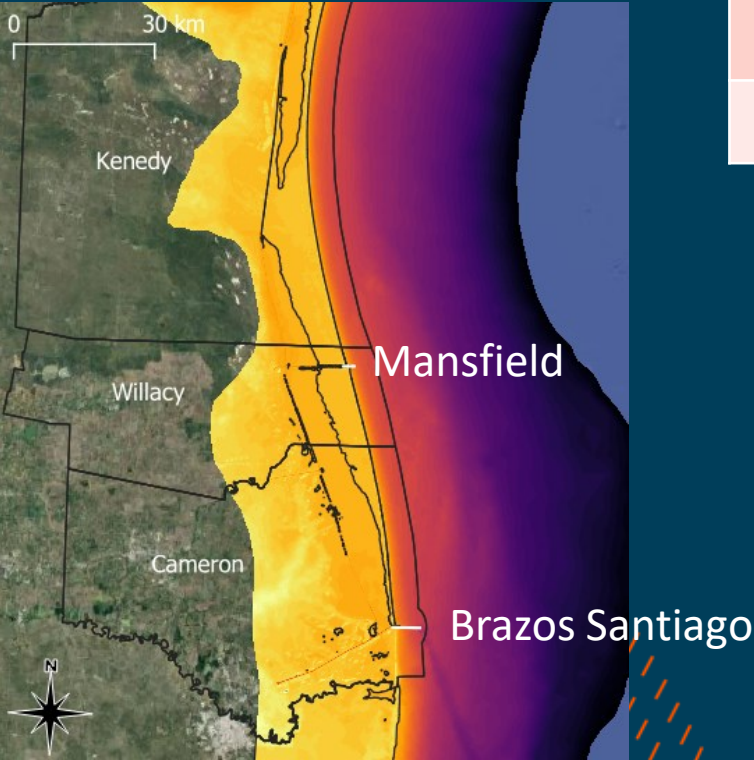 0 30 km
Kenedy
Mansfield
Willacy
Cameron
Brazos Santiago
N